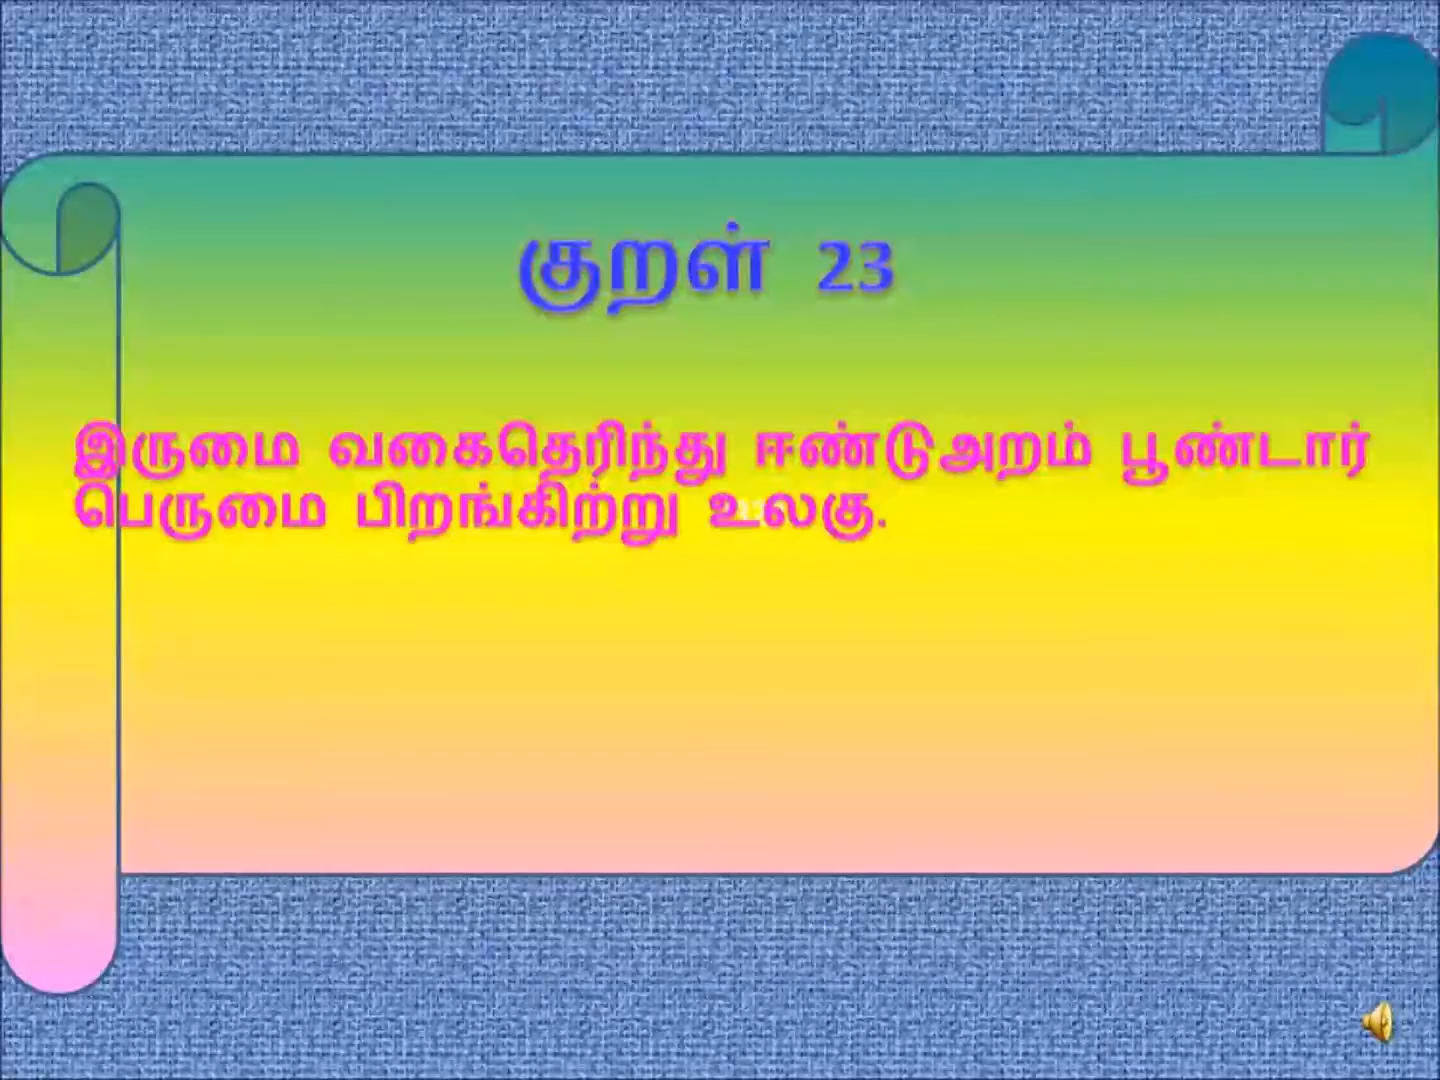 குறள் 23
இருமை வகைதெரிந்து ஈண்டுஅறம் பூண்டார்
பெருமை பிறங்கிற்று உலகு.